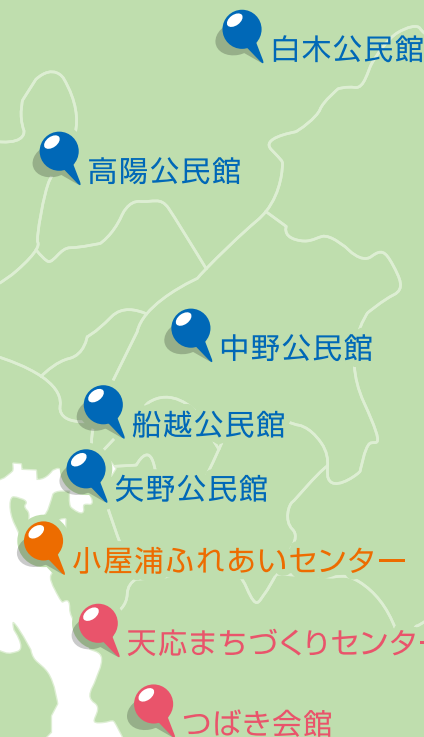 白木公民館
高陽公民館
中野公民館
船越公民館
矢野公民館
小屋浦ふれあいセンター
天応まちづくりセンター
つばき会館